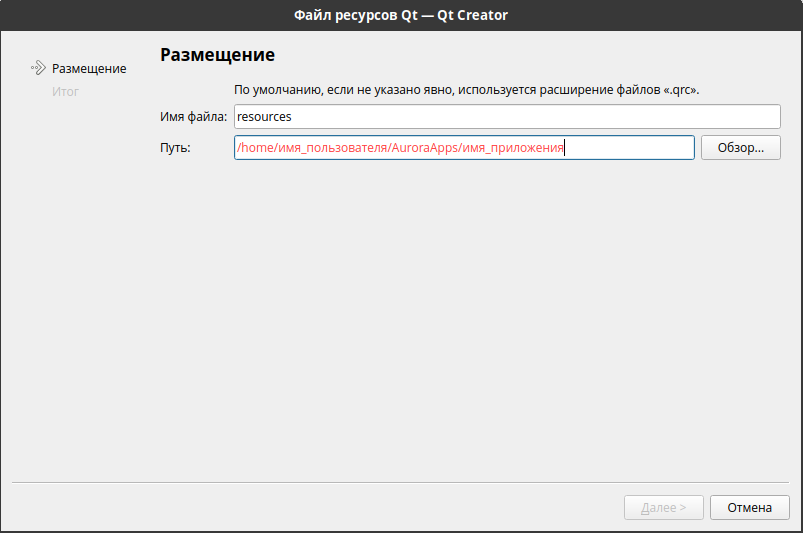 Файл ресурсов Qt — Qt Creator
Размещение
Итог
Размещение
По умолчанию, если не указано явно, используется расширение файлов «.qrc».
Имя файла: resources
Путь: /home/имя_пользователя/AuroraApps/имя_приложения Обзор...
Далее > Отмена